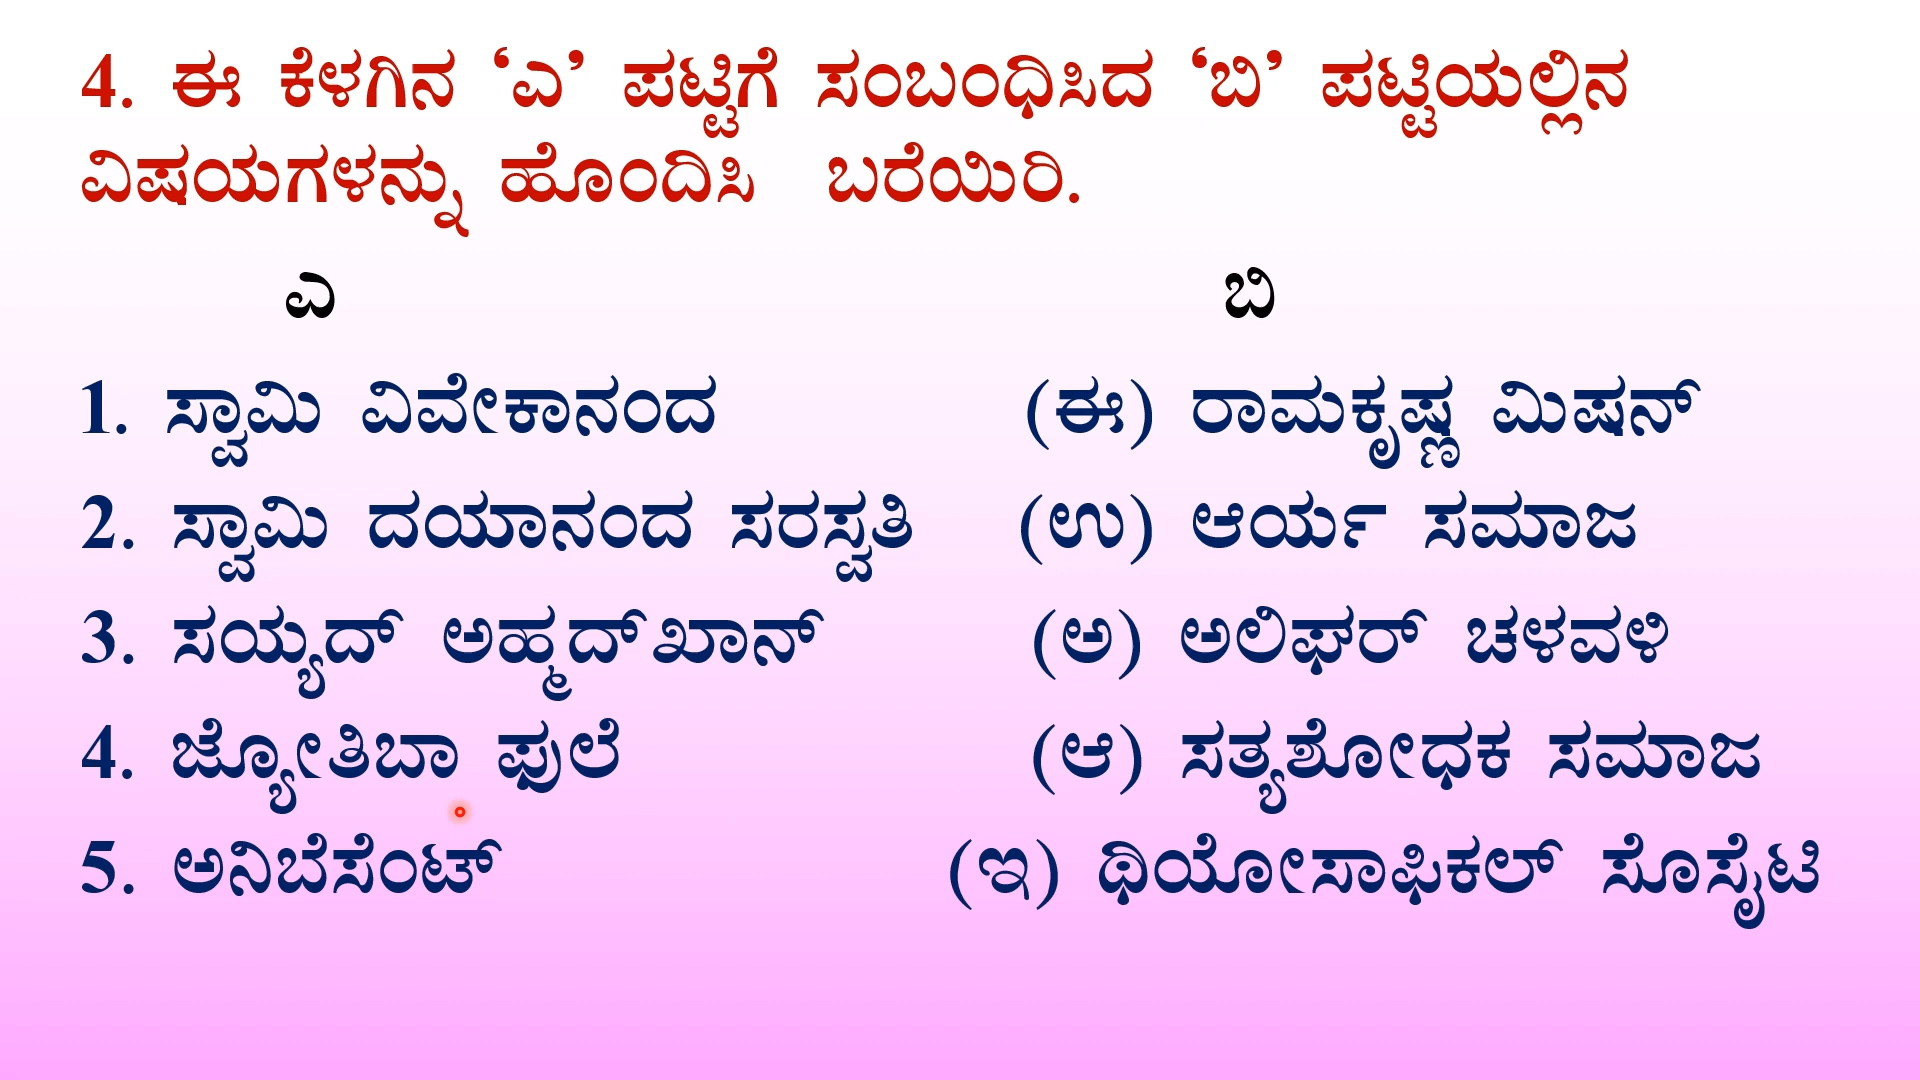 4. ಈ ಕೆಳಗಿನ ‘ಎ’ ಪಟ್ಟಿಗೆ ಸಂಬಂಧಿಸಿದ ‘ಬಿ’ ಪಟ್ಟಿಯಲ್ಲಿನ
ವಿಷಯಗಳನ್ನು ಹೊಂದಿಸಿ ಬರೆಯಿರಿ.
ಎ ಬಿ
1. ಸ್ವಾಮಿ ವಿವೇಕಾನಂದ (ಈ) ರಾಮಕೃಷ್ಣ ಮಿಷನ್
2. ಸ್ವಾಮಿ ದಯಾನಂದ ಸರಸ್ವತಿ (ಉ) ಆರ್ಯ ಸಮಾಜ
3. ಸಯ್ಯದ್ ಅಹ್ಮದ್‌ಖಾನ್ (ಅ) ಅಲಿಘರ್ ಚಳವಳಿ
4. ಜ್ಯೋತಿಬಾ ಫುಲೆ (ಆ) ಸತ್ಯಶೋಧಕ ಸಮಾಜ
5. ಅನಿಬೆಸೆಂಟ್ (ಇ) ಥಿಯೋಸಾಫಿಕಲ್ ಸೊಸೈಟಿ